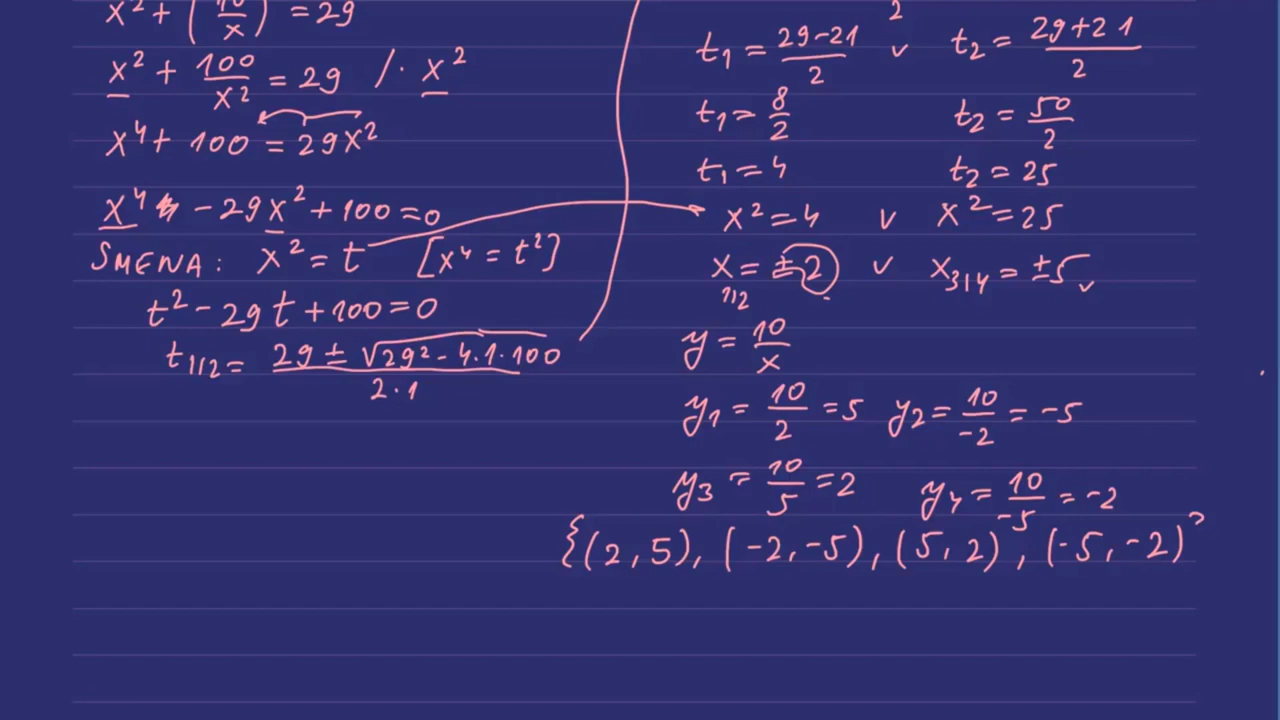 x² + (10/x) = 29
x² + 100/x² = 29 / · x²
x⁴ + 100 = 29x²
x⁴ - 29x² + 100 = 0
SMENA: x² = t [x⁴ = t²]
t² - 29t + 100 = 0
t1/2 = (29 ± √(29² - 4·1·100))/(2·1)
2
t₁ = (29-21)/2 v t₂ = (29+21)/2
t₁ = 8/2 t₂ = 50/2
t₁ = 4 t₂ = 25
x² = 4 v x² = 25
x1/2 = ±2 v x3/4 = ±5
y = 10/x
y₁ = 10/2 = 5 y₂ = 10/-2 = -5
y₃ = 10/5 = 2 y₄ = 10/-5 = -2
{(2,5), (-2,-5), (5,2), (-5,-2)